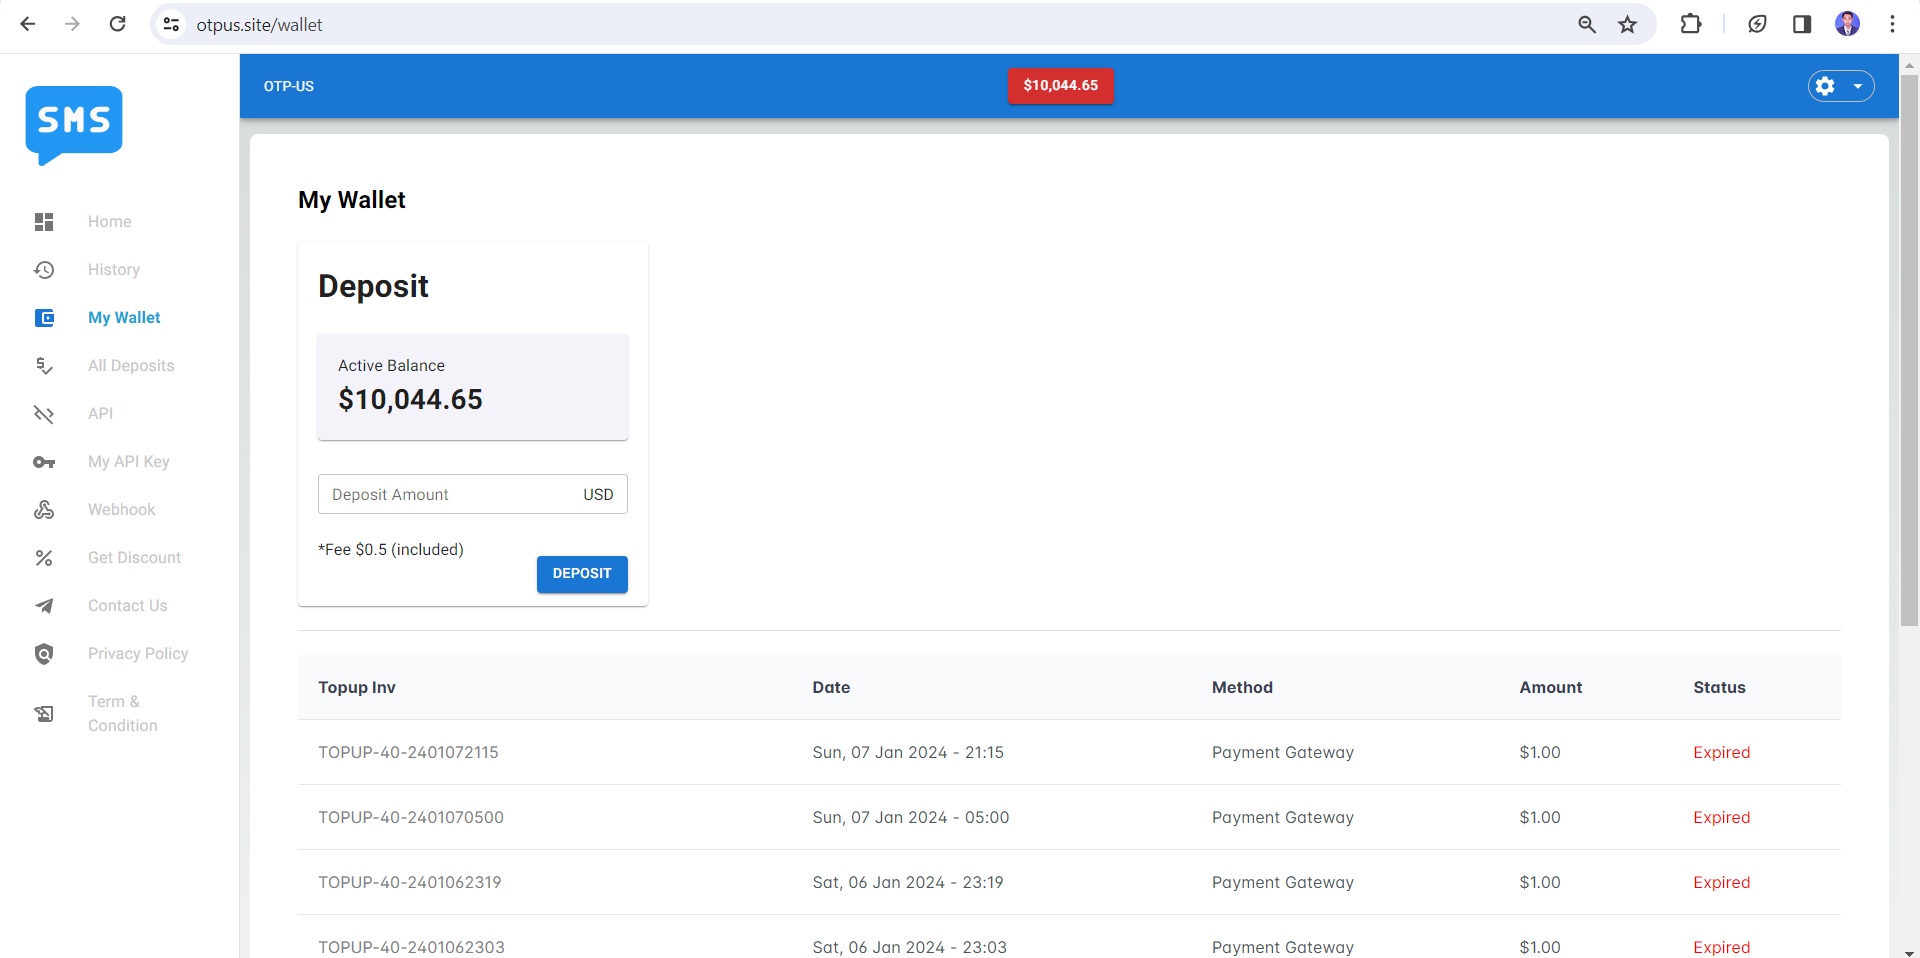 otpus.site/wallet
SMS
OTP-US
$10,044.65
Home
History
My Wallet
All Deposits
API
My API Key
Webhook
Get Discount
Contact Us
Privacy Policy
Term &
Condition
My Wallet
Deposit
Active Balance
$10,044.65
Deposit Amount USD
*Fee $0.5 (included)
DEPOSIT
Topup Inv Date Method Amount Status
TOPUP-40-2401072115 Sun, 07 Jan 2024 - 21:15 Payment Gateway $1.00 Expired
TOPUP-40-2401070500 Sun, 07 Jan 2024 - 05:00 Payment Gateway $1.00 Expired
TOPUP-40-2401062319 Sat, 06 Jan 2024 - 23:19 Payment Gateway $1.00 Expired
TOPUP-40-2401062303 Sat, 06 Jan 2024 - 23:03 Payment Gateway $1.00 Expired